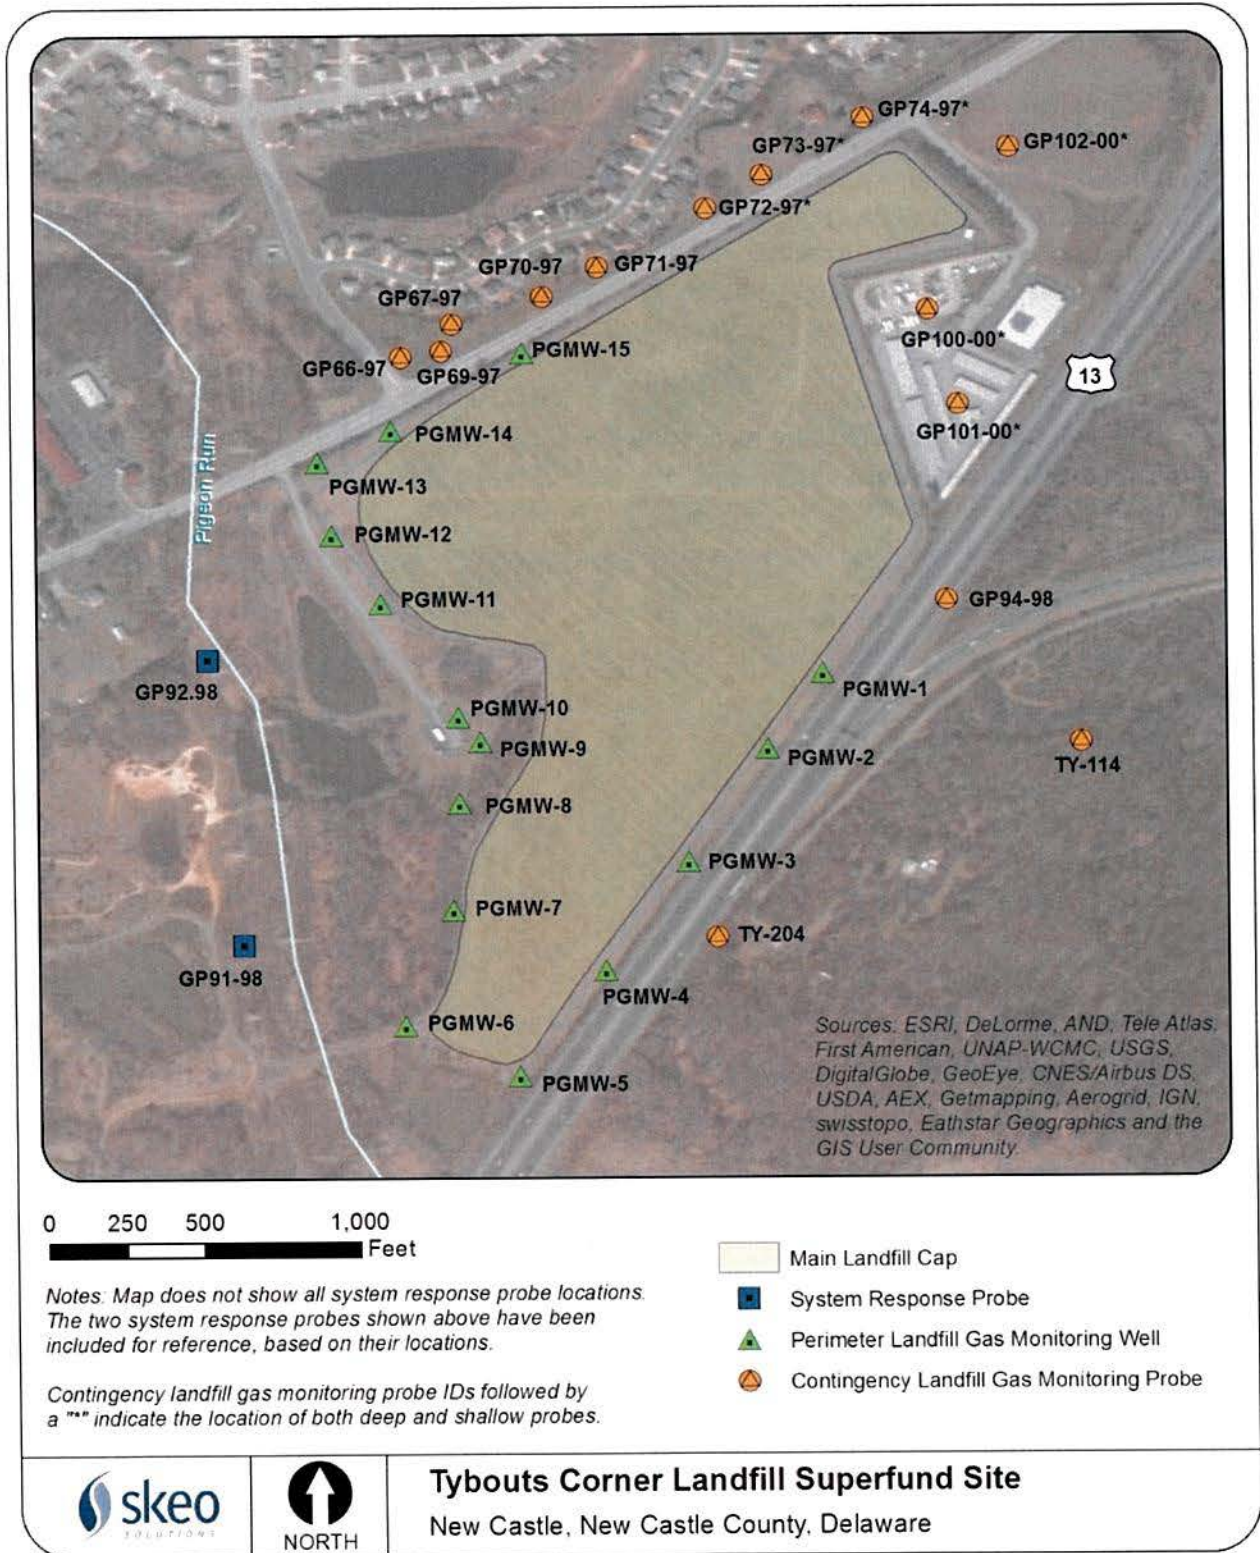 GP74-97*
GP73-97*
GP102-00*
GP72-97*
GP70-97
GP71-97
GP67-97
GP100-00*
GP66-97
GP69-97
PGMW-15
13
GP101-00*
PGMW-14
PGMW-13
Pigeon Run
PGMW-12
PGMW-11
GP94-98
GP92.98
PGMW-1
PGMW-10
PGMW-9
PGMW-2
TY-114
PGMW-8
PGMW-3
PGMW-7
TY-204
GP91-98
PGMW-4
PGMW-6
PGMW-5
Sources: ESRI, DeLorme, AND, Tele Atlas,
First American, UNAP-WCMC, USGS,
DigitalGlobe, GeoEye, CNES/Airbus DS,
USDA, AEX, Getmapping, Aerogrid, IGN,
swisstopo, Eathstar Geographics and the
GIS User Community.
0 250 500 1,000
Feet
Notes: Map does not show all system response probe locations.
The two system response probes shown above have been
included for reference, based on their locations.
Contingency landfill gas monitoring probe IDs followed by
a "*" indicate the location of both deep and shallow probes.
Main Landfill Cap
System Response Probe
Perimeter Landfill Gas Monitoring Well
Contingency Landfill Gas Monitoring Probe
skeo
SOLUTIONS
NORTH
Tybouts Corner Landfill Superfund Site
New Castle, New Castle County, Delaware